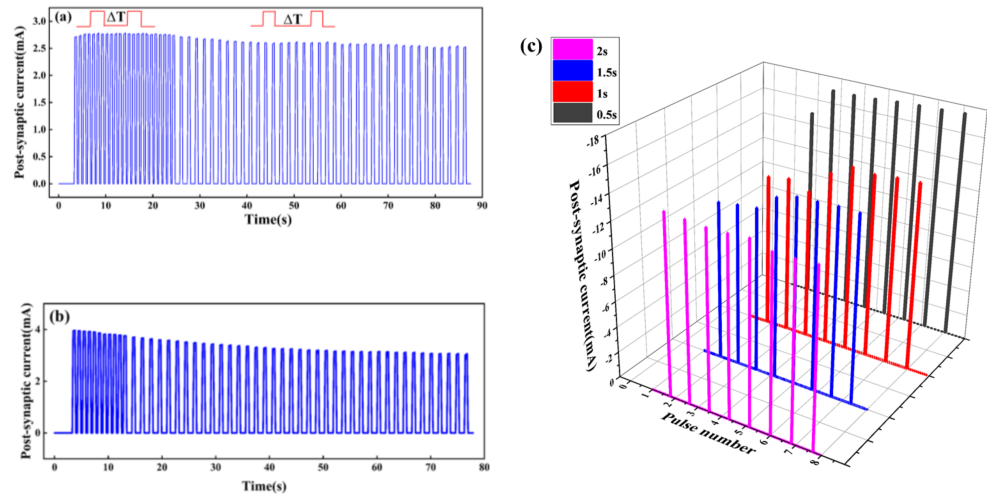 (a)
ΔT
ΔT
3.0
2.5
2.0
1.5
1.0
0.5
0.0
Post-synaptic current(mA)
0 10 20 30 40 50 60 70 80 90
Time(s)
(b)
4
2
0
Post-synaptic current(mA)
0 10 20 30 40 50 60 70 80
Time(s)
(c)
2s
1.5s
1s
0.5s
-18
-16
-14
-12
-10
-8
-6
-4
-2
0
Post-synaptic current(mA)
0 1 2 3 4 5 6 7 8
Pulse number